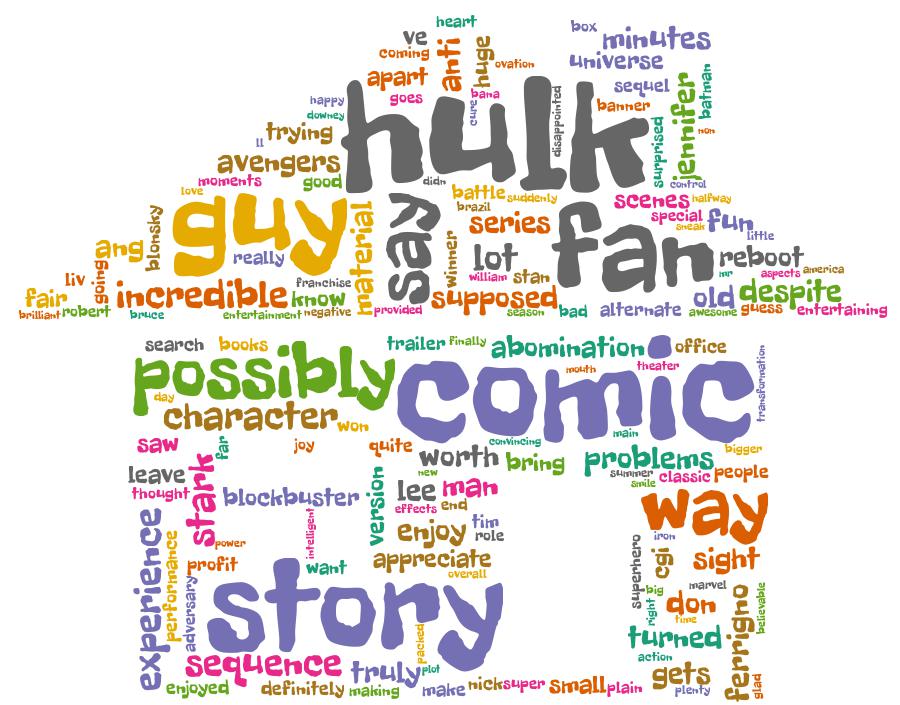 heart
box
ve
minutes
coming
anti
huge
ovation
universe
apart
goes
bana
cure
sequel
batman
happy
hulk
disappointed
banner
jennifer
downey
surprised
non
ll
trying
avengers
moments
good
didn
control
love
guy
material
say
battle
suddenly
scenes
halfway
blonsky
brazil
series
fan
special
fun
sneak
little
ang
really
winner
lot
reboot
liv
going
franchise
william
stan
mr
aspects
america
fair
incredible
know
supposed
old
despite
brilliant
robert
bruce
entertainment
negative
provided
season
bad
alternate
awesome
guess
entertaining
search
books
trailer
finally
abomination
office
possibly
comic
mouth
theater
transformation
day
character
won
main
saw
far
joy
quite
convincing
worth
bring
problems
bigger
leave
stark
new
summer
classic
people
smile
thought
blockbuster
version
lee
man
way
effects
end
experience
intelligent
enjoy
tim
role
iron
performance
power
superhero
cgi
sight
profit
want
appreciate
overall
marvel
adversary
story
big
right
don
time
ferrigno
believable
packed
turned
action
sequence
truly
plot
gets
enjoyed
definitely
making
make
nick
super
small
plain
plenty
glad